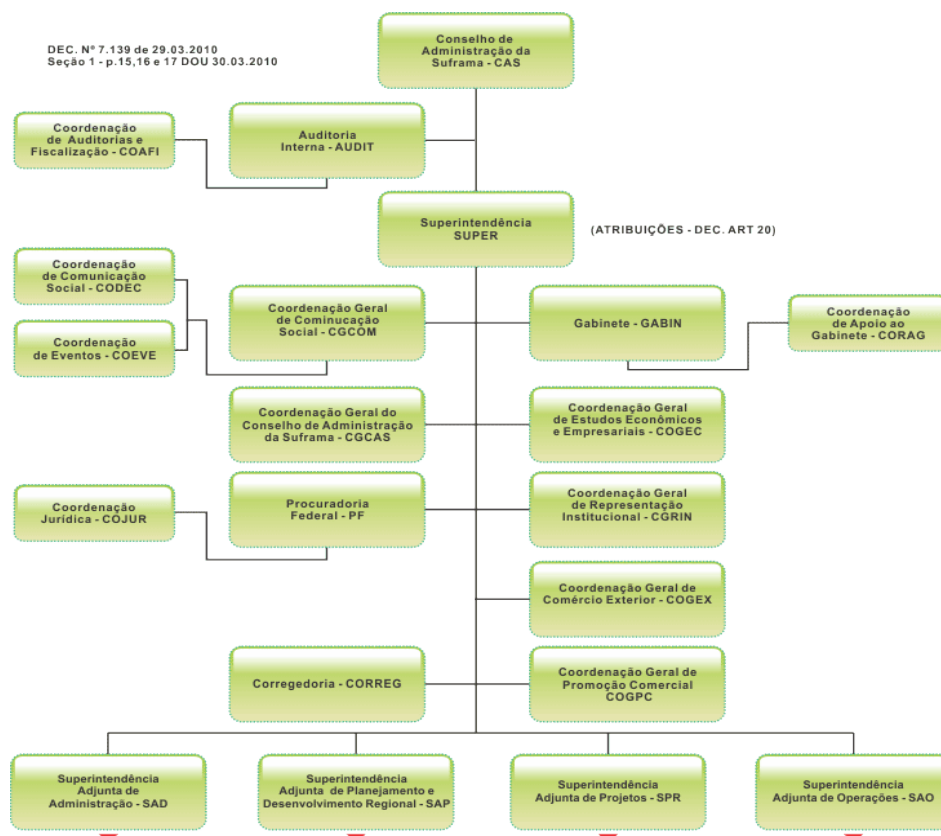 Conselho de
Administração da
Suframa - CAS
DEC. Nº 7.139 de 29.03.2010
Seção 1 - p.15,16 e 17 DOU 30.03.2010
Coordenação
de Auditorias e
Fiscalização - COAFI
Auditoria
Interna - AUDIT
Superintendência
SUPER
(ATRIBUIÇÕES - DEC. ART 20)
Coordenação
de Comunicação
Social - CODEC
Coordenação
de Eventos - COEVE
Coordenação Geral
de Cominucação
Social - CGCOM
Gabinete - GABIN
Coordenação
de Apoio ao
Gabinete - CORAG
Coordenação Geral do
Conselho de Administração
da Suframa - CGCAS
Coordenação Geral
de Estudos Econômicos
e Empresariais - COGEC
Coordenação
Jurídica - COJUR
Procuradoria
Federal - PF
Coordenação Geral
de Representação
Institucional - CGRIN
Coordenação Geral de
Comércio Exterior - COGEX
Corregedoria - CORREG
Coordenação Geral de
Promoção Comercial
COGPC
Superintendência
Adjunta de
Administração - SAD
Superintendência
Adjunta de Planejamento e
Desenvolvimento Regional - SAP
Superintendência
Adjunta de Projetos - SPR
Superintendência
Adjunta de Operações - SAO